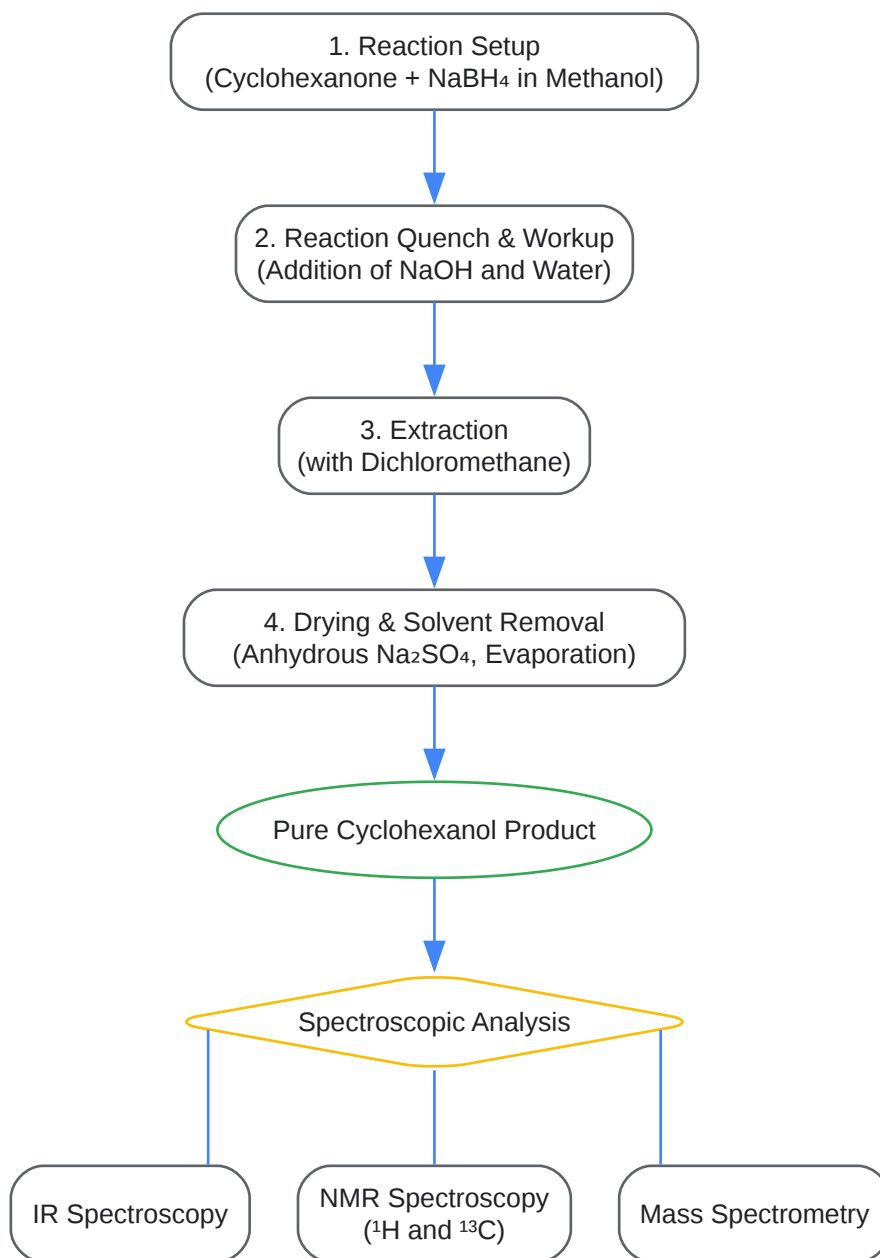 1. Reaction Setup
(Cyclohexanone + NaBH₄ in Methanol)
2. Reaction Quench & Workup
(Addition of NaOH and Water)
3. Extraction
(with Dichloromethane)
4. Drying & Solvent Removal
(Anhydrous Na₂SO₄, Evaporation)
Pure Cyclohexanol Product
Spectroscopic Analysis
IR Spectroscopy
NMR Spectroscopy
(¹H and ¹³C)
Mass Spectrometry